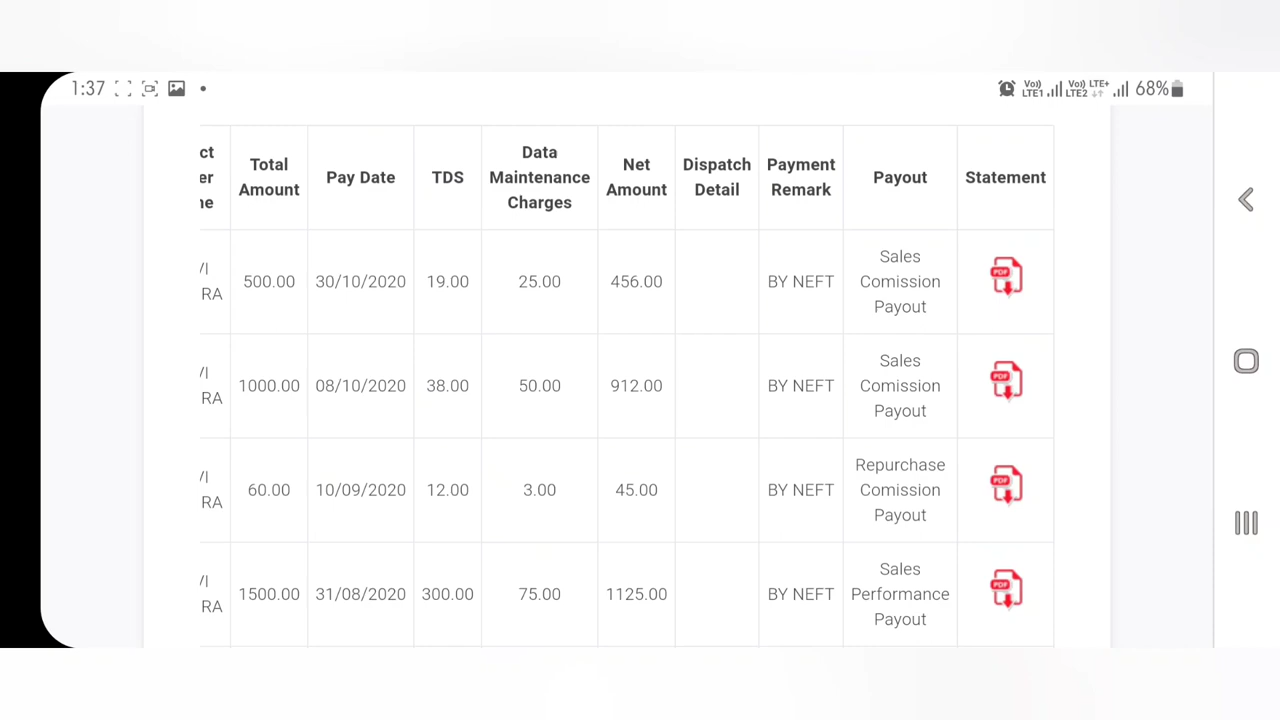 1:37
Vo)) LTE1 Vo)) LTE2 LTE+ 68%
ct er ne
Total Amount
Pay Date
TDS
Data Maintenance Charges
Net Amount
Dispatch Detail
Payment Remark
Payout
Statement
/I RA
500.00
30/10/2020
19.00
25.00
456.00
BY NEFT
Sales Comission Payout
PDF
/I RA
1000.00
08/10/2020
38.00
50.00
912.00
BY NEFT
Sales Comission Payout
PDF
/I RA
60.00
10/09/2020
12.00
3.00
45.00
BY NEFT
Repurchase Comission Payout
PDF
/I RA
1500.00
31/08/2020
300.00
75.00
1125.00
BY NEFT
Sales Performance Payout
PDF